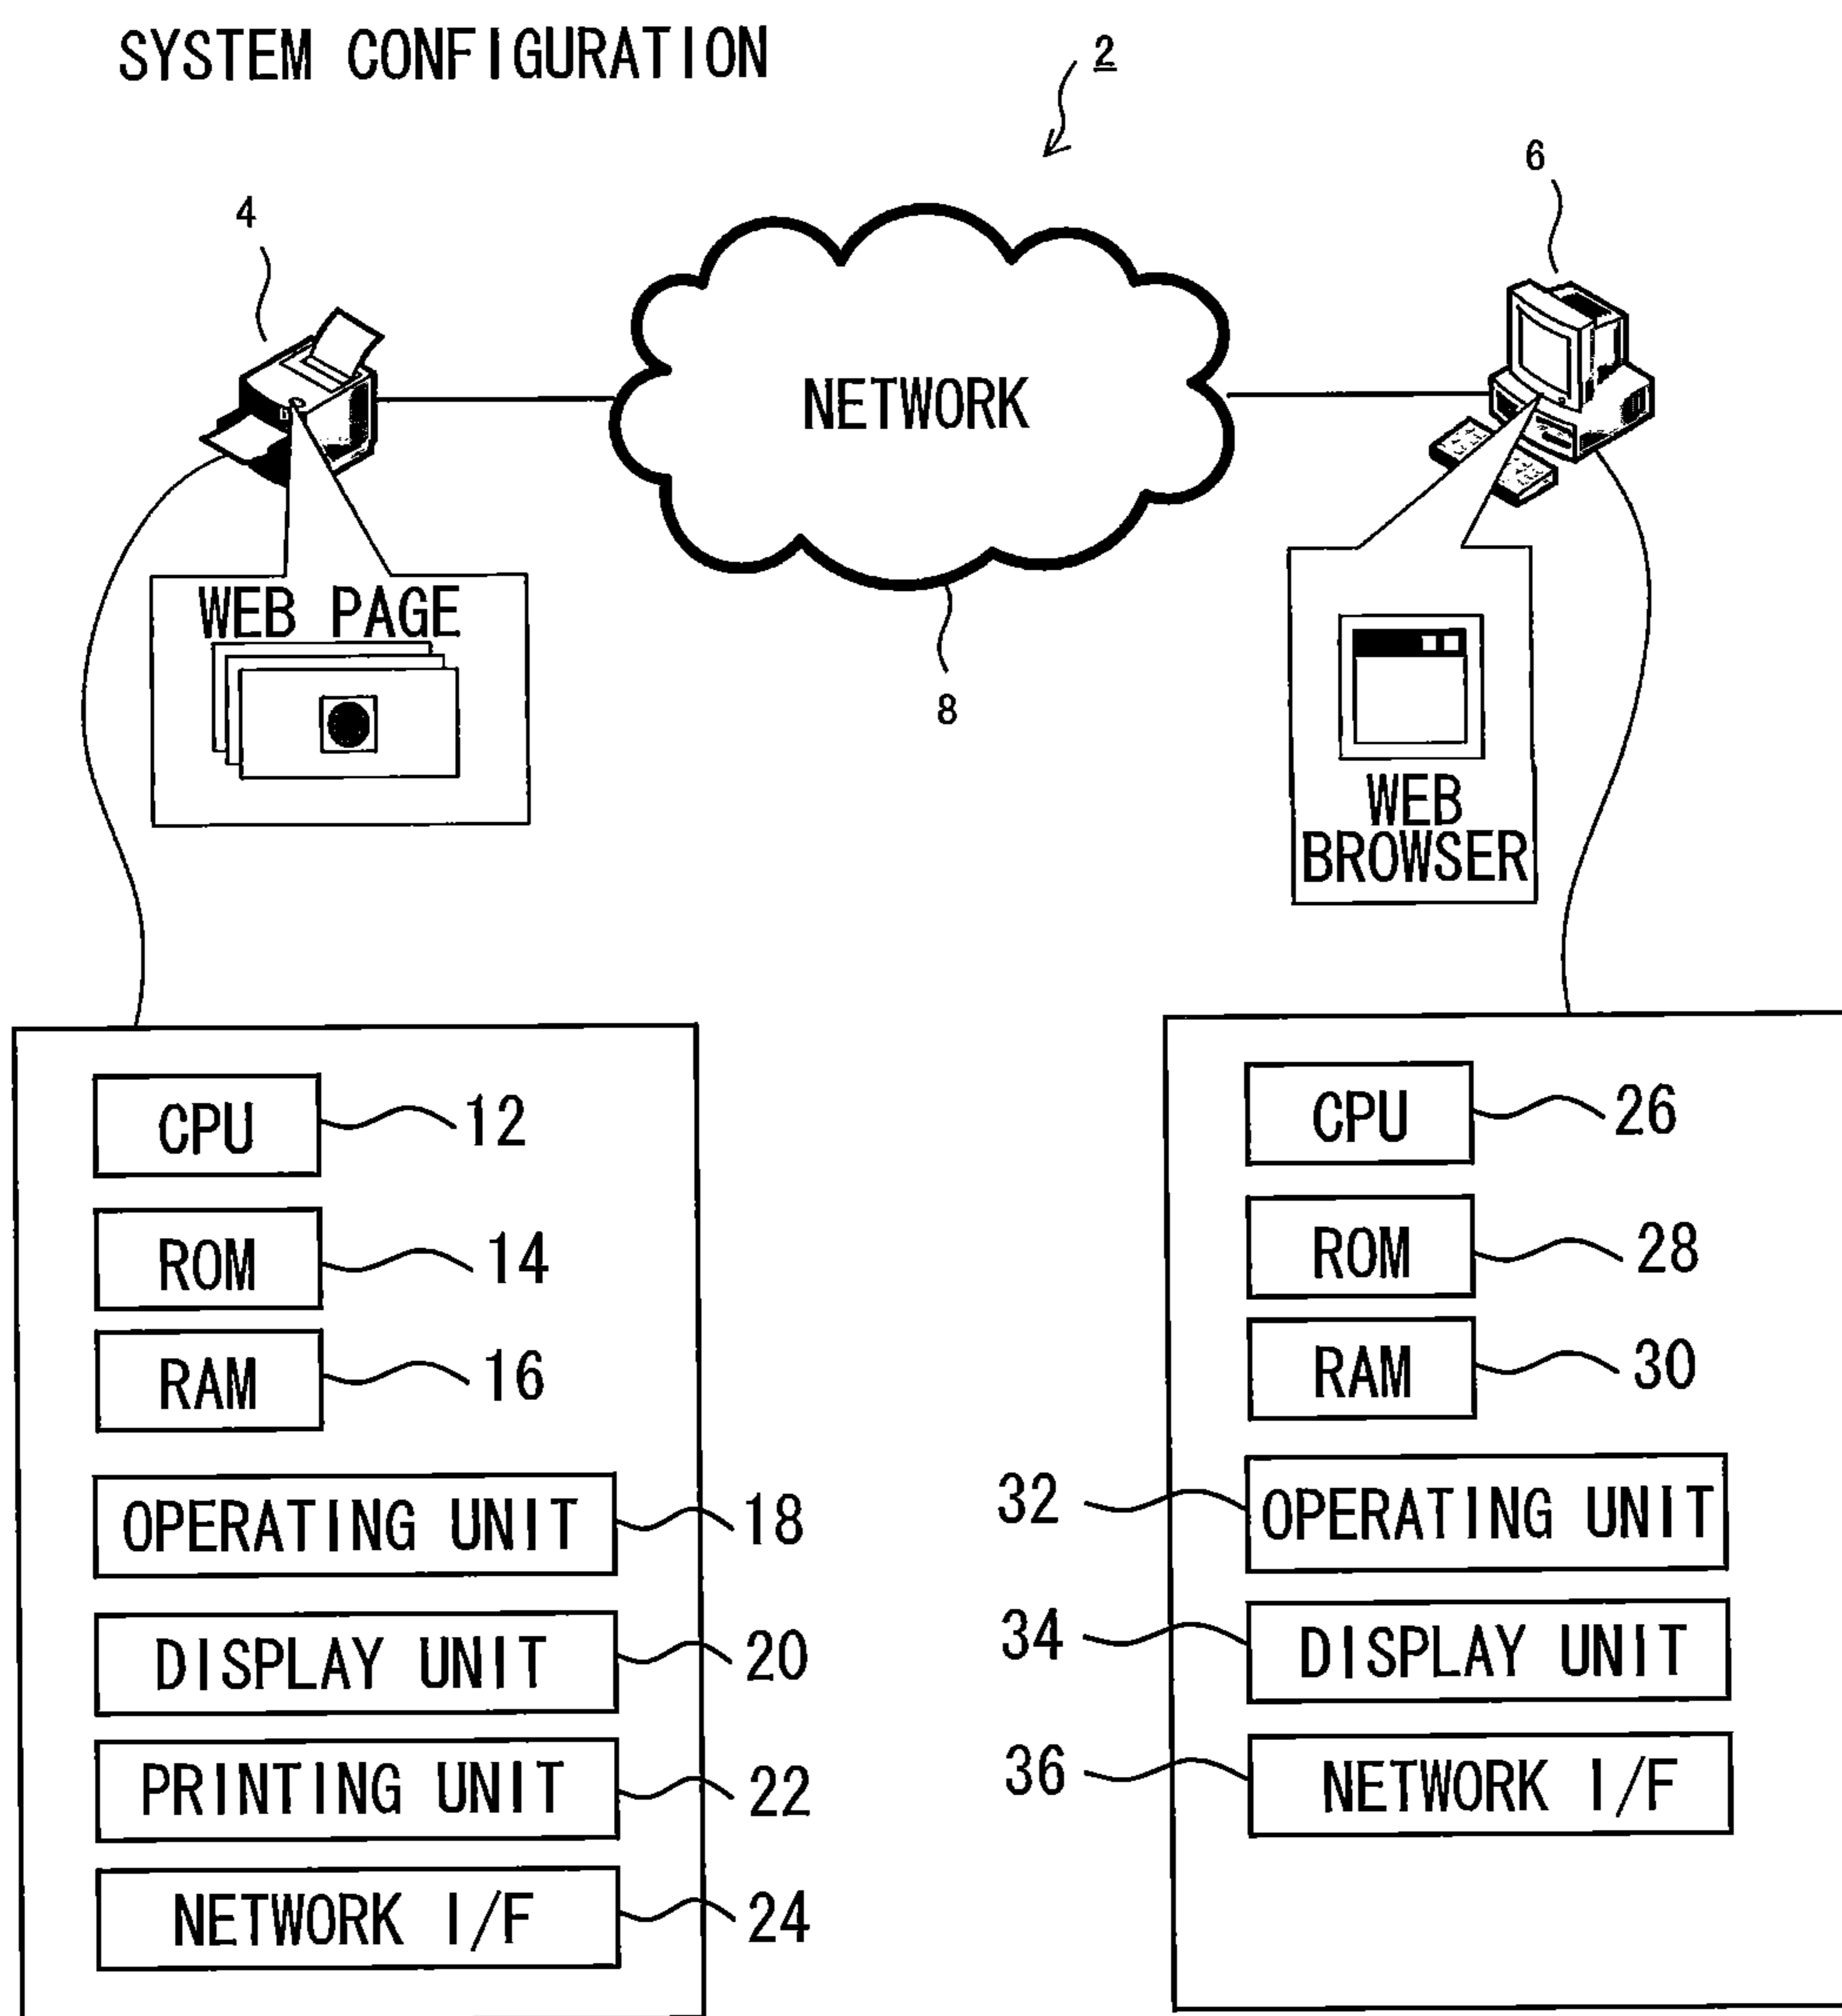 SYSTEM CONFIGURATION
2
4
6
NETWORK
8
WEB PAGE
WEB
BROWSER
CPU
12
ROM
14
RAM
16
OPERATING UNIT
18
DISPLAY UNIT
20
PRINTING UNIT
22
NETWORK I/F
24
CPU
26
ROM
28
RAM
30
32
OPERATING UNIT
34
DISPLAY UNIT
36
NETWORK I/F